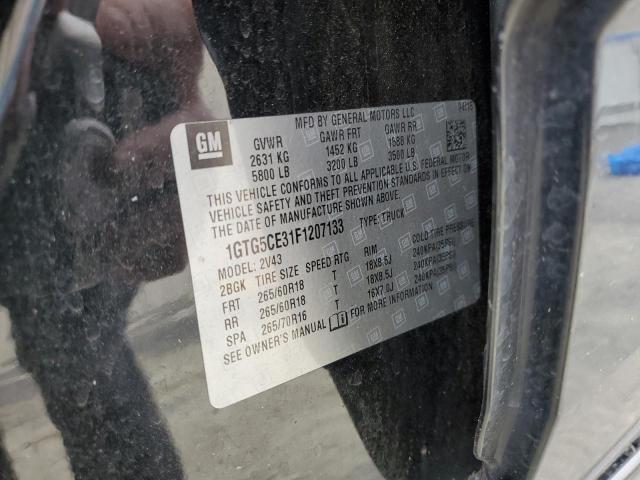 GM
MFD BY GENERAL MOTORS LLC
GVWR GAWR FRT GAWR RR
2631 KG 1452 KG 1588 KG
5800 LB 3200 LB 3500 LB
THIS VEHICLE CONFORMS TO ALL APPLICABLE U.S. FEDERAL MOTOR
VEHICLE SAFETY AND THEFT PREVENTION STANDARDS IN EFFECT ON
THE DATE OF MANUFACTURE SHOWN ABOVE.
1GTG5CE31F1207133 TYPE: TRUCK
MODEL: 2V43
2BGK TIRE SIZE SPEED RTG RIM COLD TIRE PRESSURE
FRT 265/60R18 T 18X8.5J 240KPA(35PSI)
RR 265/60R18 T 18X8.5J 240KPA(35PSI)
SPA 265/70R16 T 16X7.0J 240KPA(35PSI)
SEE OWNER'S MANUAL FOR MORE INFORMATION.